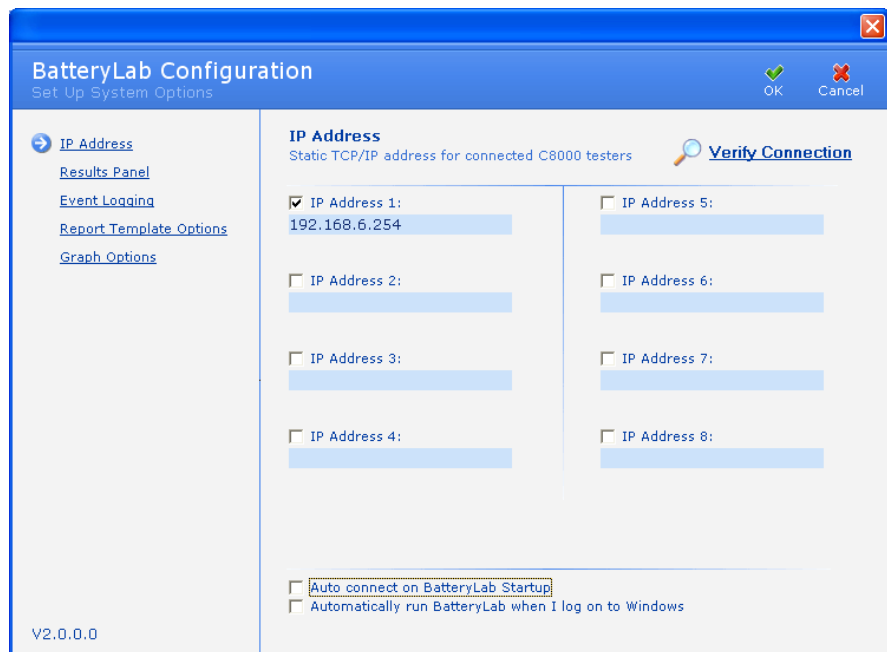 BatteryLab Configuration
Set Up System Options
OK
Cancel
IP Address
Results Panel
Event Logging
Report Template Options
Graph Options
V2.0.0.0
IP Address
Static TCP/IP address for connected C8000 testers
Verify Connection
IP Address 1:
192.168.6.254
IP Address 2:
IP Address 3:
IP Address 4:
IP Address 5:
IP Address 6:
IP Address 7:
IP Address 8:
Auto connect on BatteryLab Startup
Automatically run BatteryLab when I log on to Windows